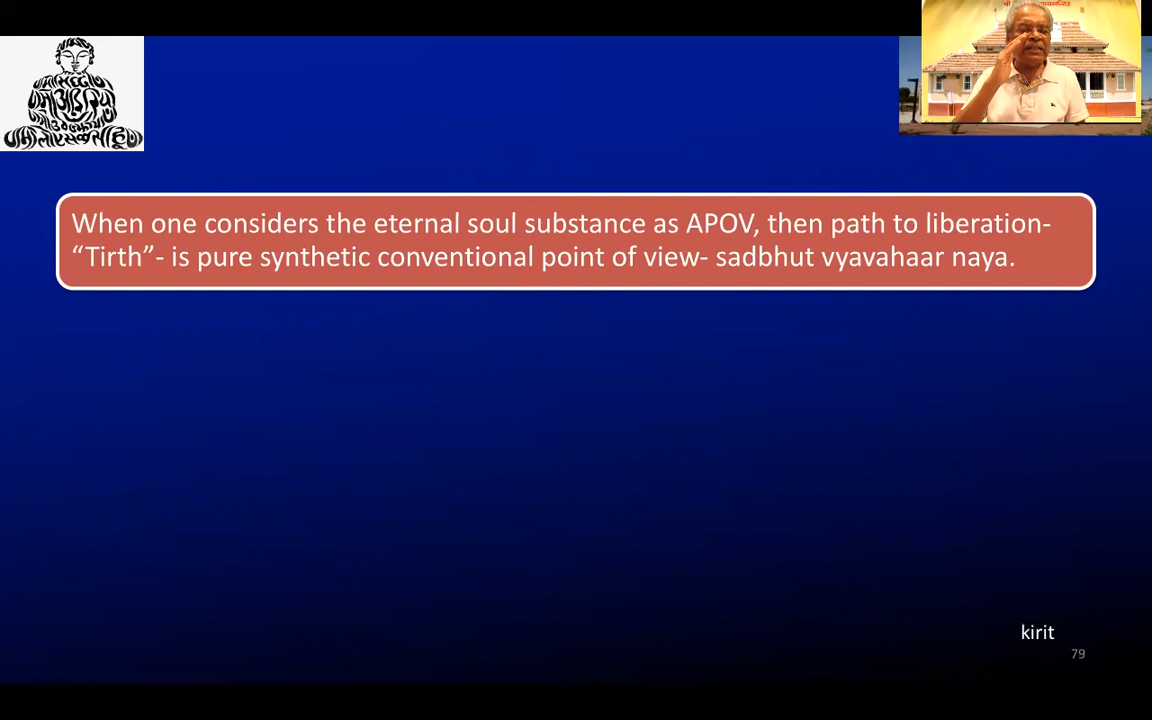 When one considers the eternal soul substance as APOV, then path to liberation-
“Tirth”- is pure synthetic conventional point of view- sadbhut vyavahaar naya.
kirit
79